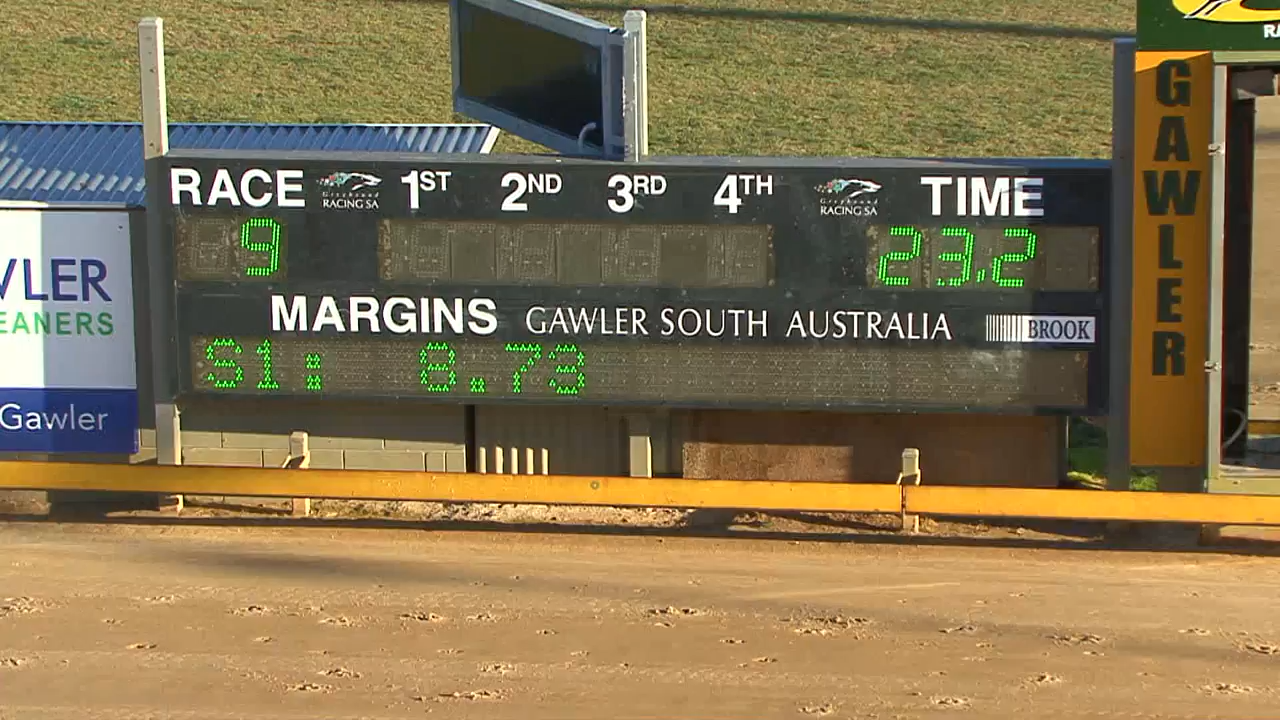 RACE Greyhound RACING SA 1ST 2ND 3RD 4TH Greyhound RACING SA TIME
9 23.2
MARGINS GAWLER SOUTH AUSTRALIA BROOK
S1: 8.73
GAWLER
EANERS
Gawler